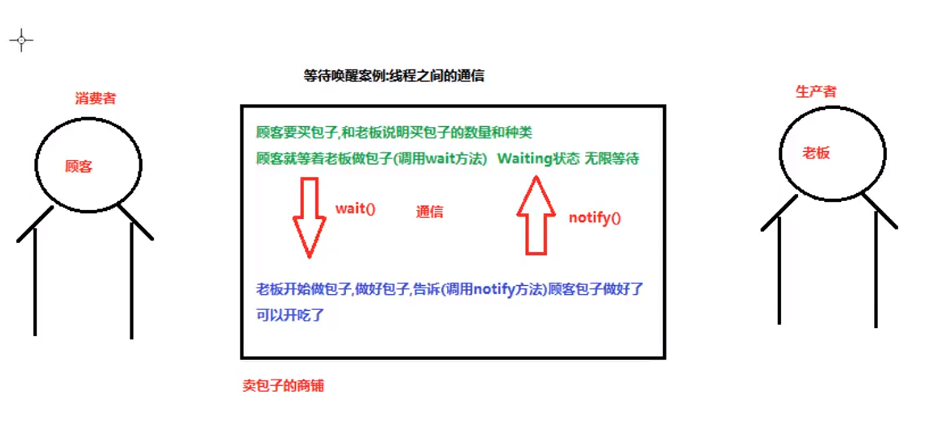 等待唤醒案例:线程之间的通信
消费者
生产者
顾客
老板
顾客要买包子,和老板说明买包子的数量和种类
顾客就等着老板做包子(调用wait方法) Waiting状态 无限等待
wait()
通信
notify()
老板开始做包子,做好包子,告诉(调用notify方法)顾客包子做好了
可以开吃了
卖包子的商铺